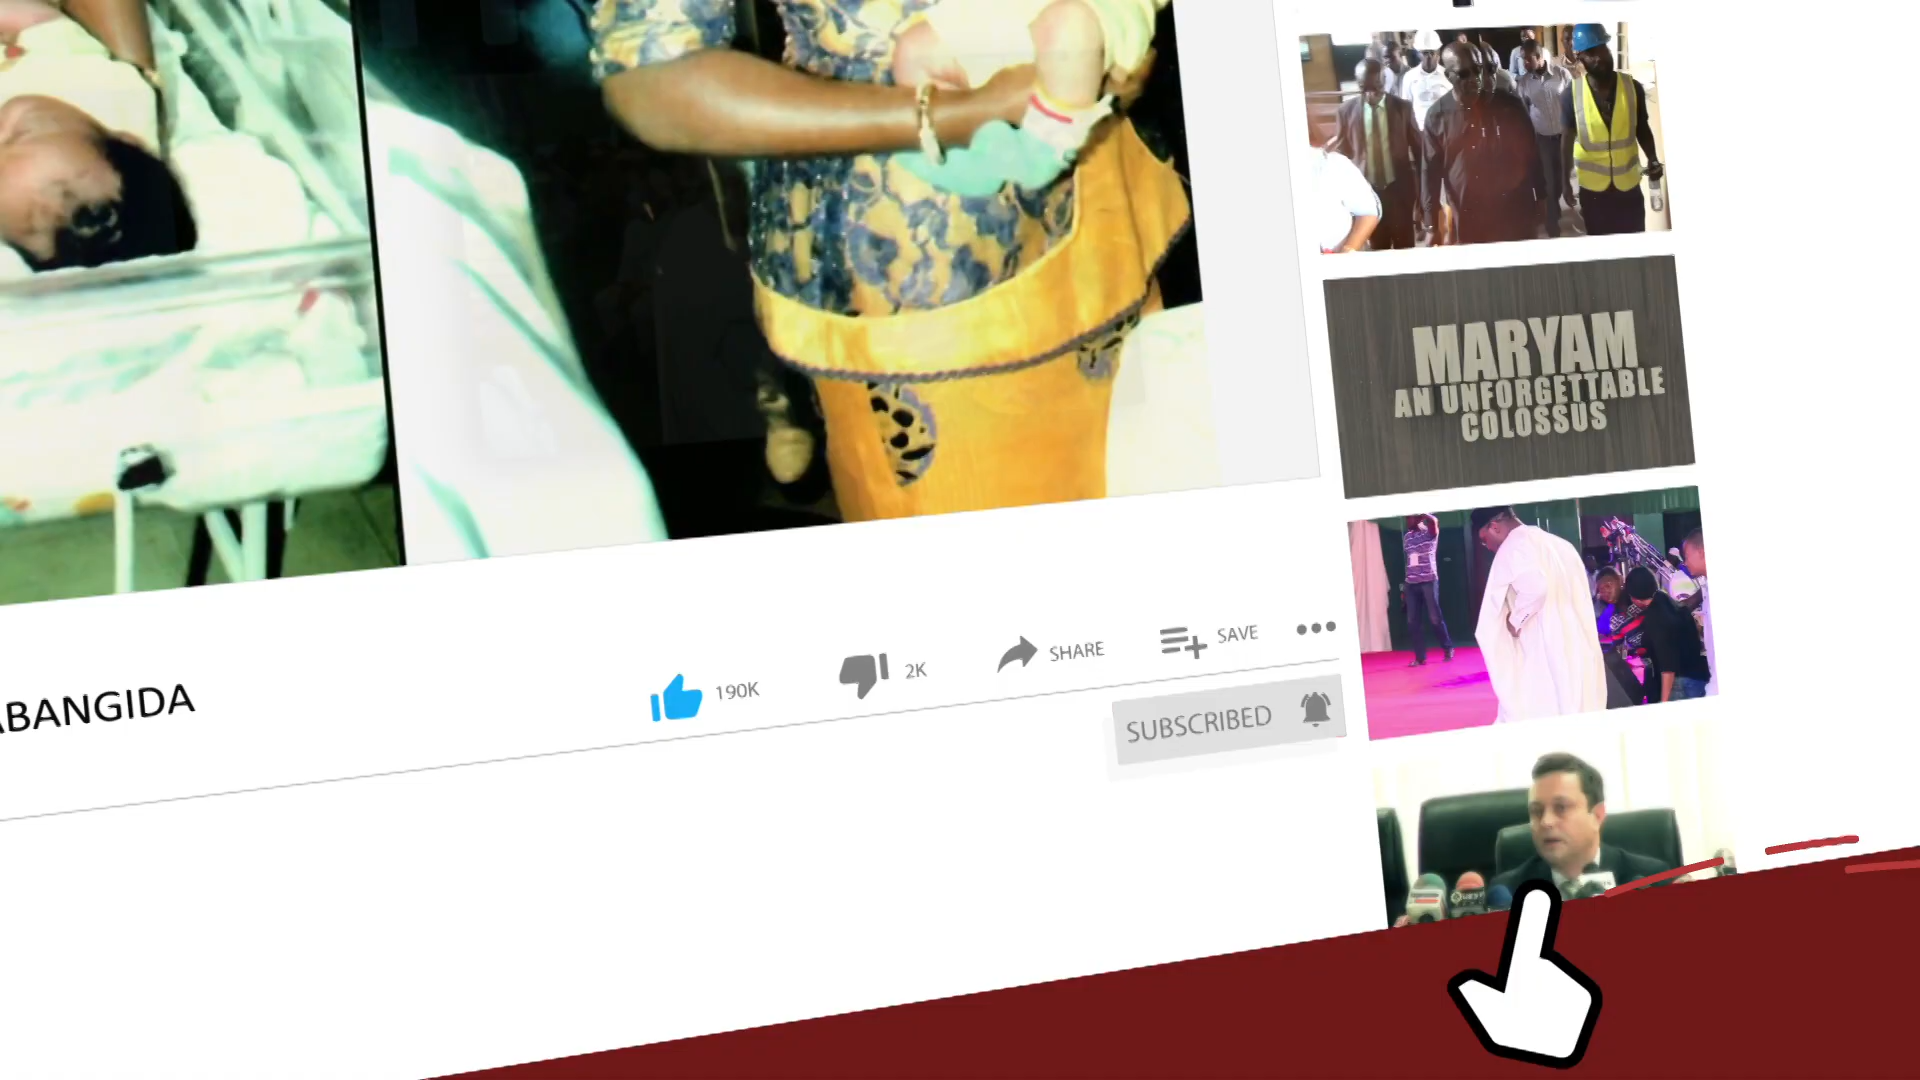 MARYAM
AN UNFORGETTABLE
COLOSSUS
ABANGIDA
190K
2K
SHARE
SAVE
SUBSCRIBED